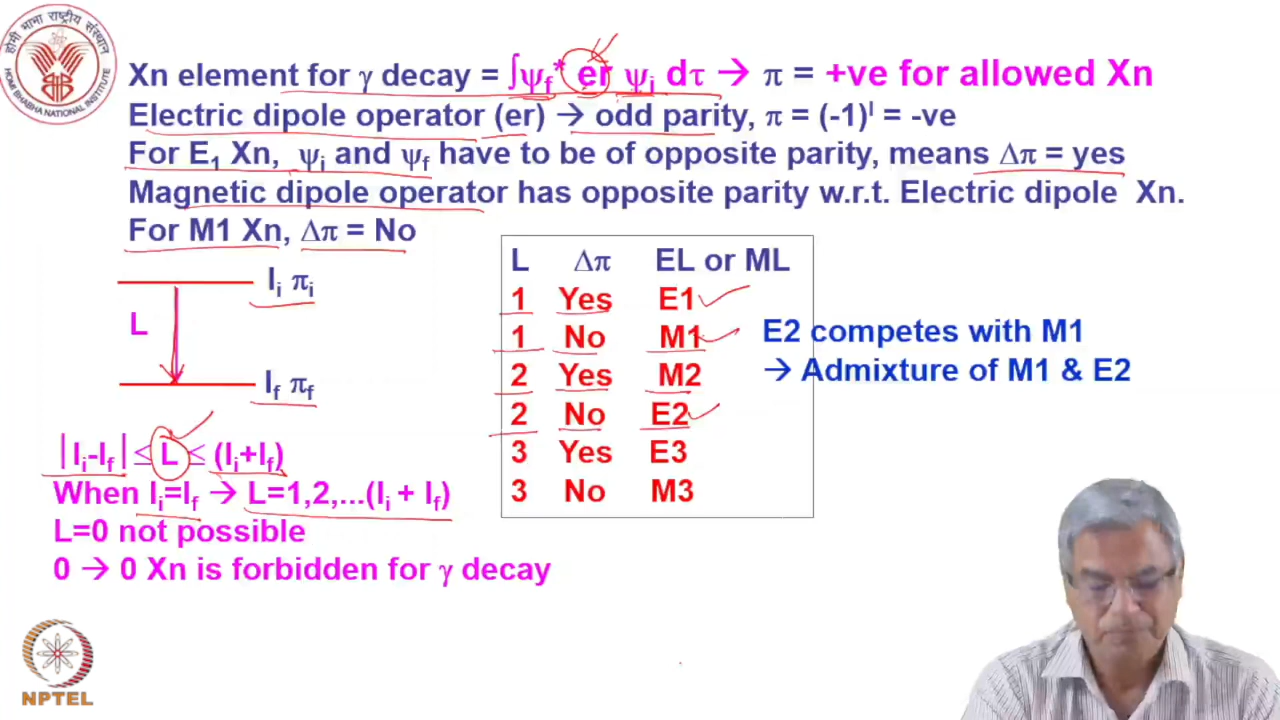 होमी भाभा राष्ट्रीय संस्थान
HOMI BHABHA NATIONAL INSTITUTE
Xn element for γ decay = ∫ψf* er ψi dτ → π = +ve for allowed Xn
Electric dipole operator (er) → odd parity, π = (-1)^l = -ve
For E1 Xn, ψi and ψf have to be of opposite parity, means Δπ = yes
Magnetic dipole operator has opposite parity w.r.t. Electric dipole Xn.
For M1 Xn, Δπ = No
Ii πi
L
If πf
|Ii-If| ≤ L ≤ (Ii+If)
When Ii=If → L=1,2,...(Ii + If)
L=0 not possible
0 → 0 Xn is forbidden for γ decay
L Δπ EL or ML
1 Yes E1
1 No M1
2 Yes M2
2 No E2
3 Yes E3
3 No M3
E2 competes with M1
→ Admixture of M1 & E2
NPTEL